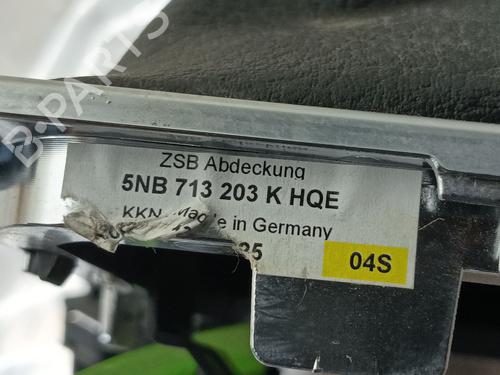 B-PARTS
ZSB Abdeckung
5NB 713 203 K HQE
KKN Made in Germany
04S